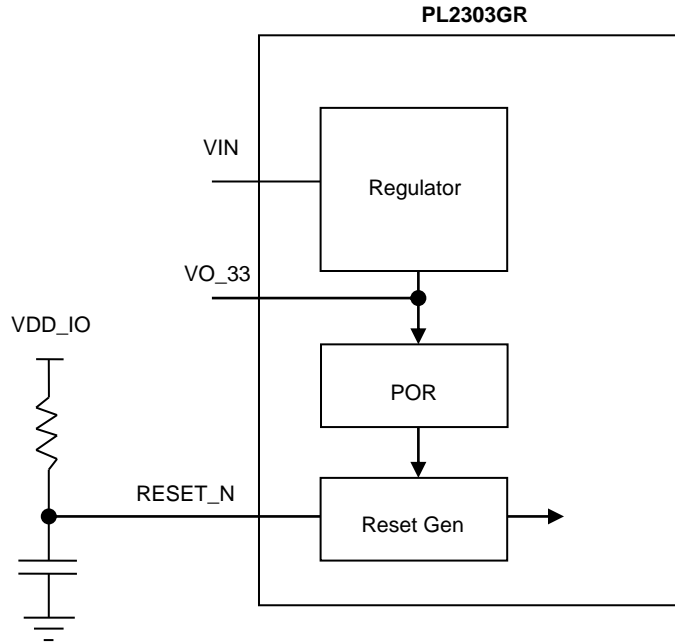 PL2303GR
VIN
Regulator
VO_33
VDD_IO
POR
RESET_N
Reset Gen